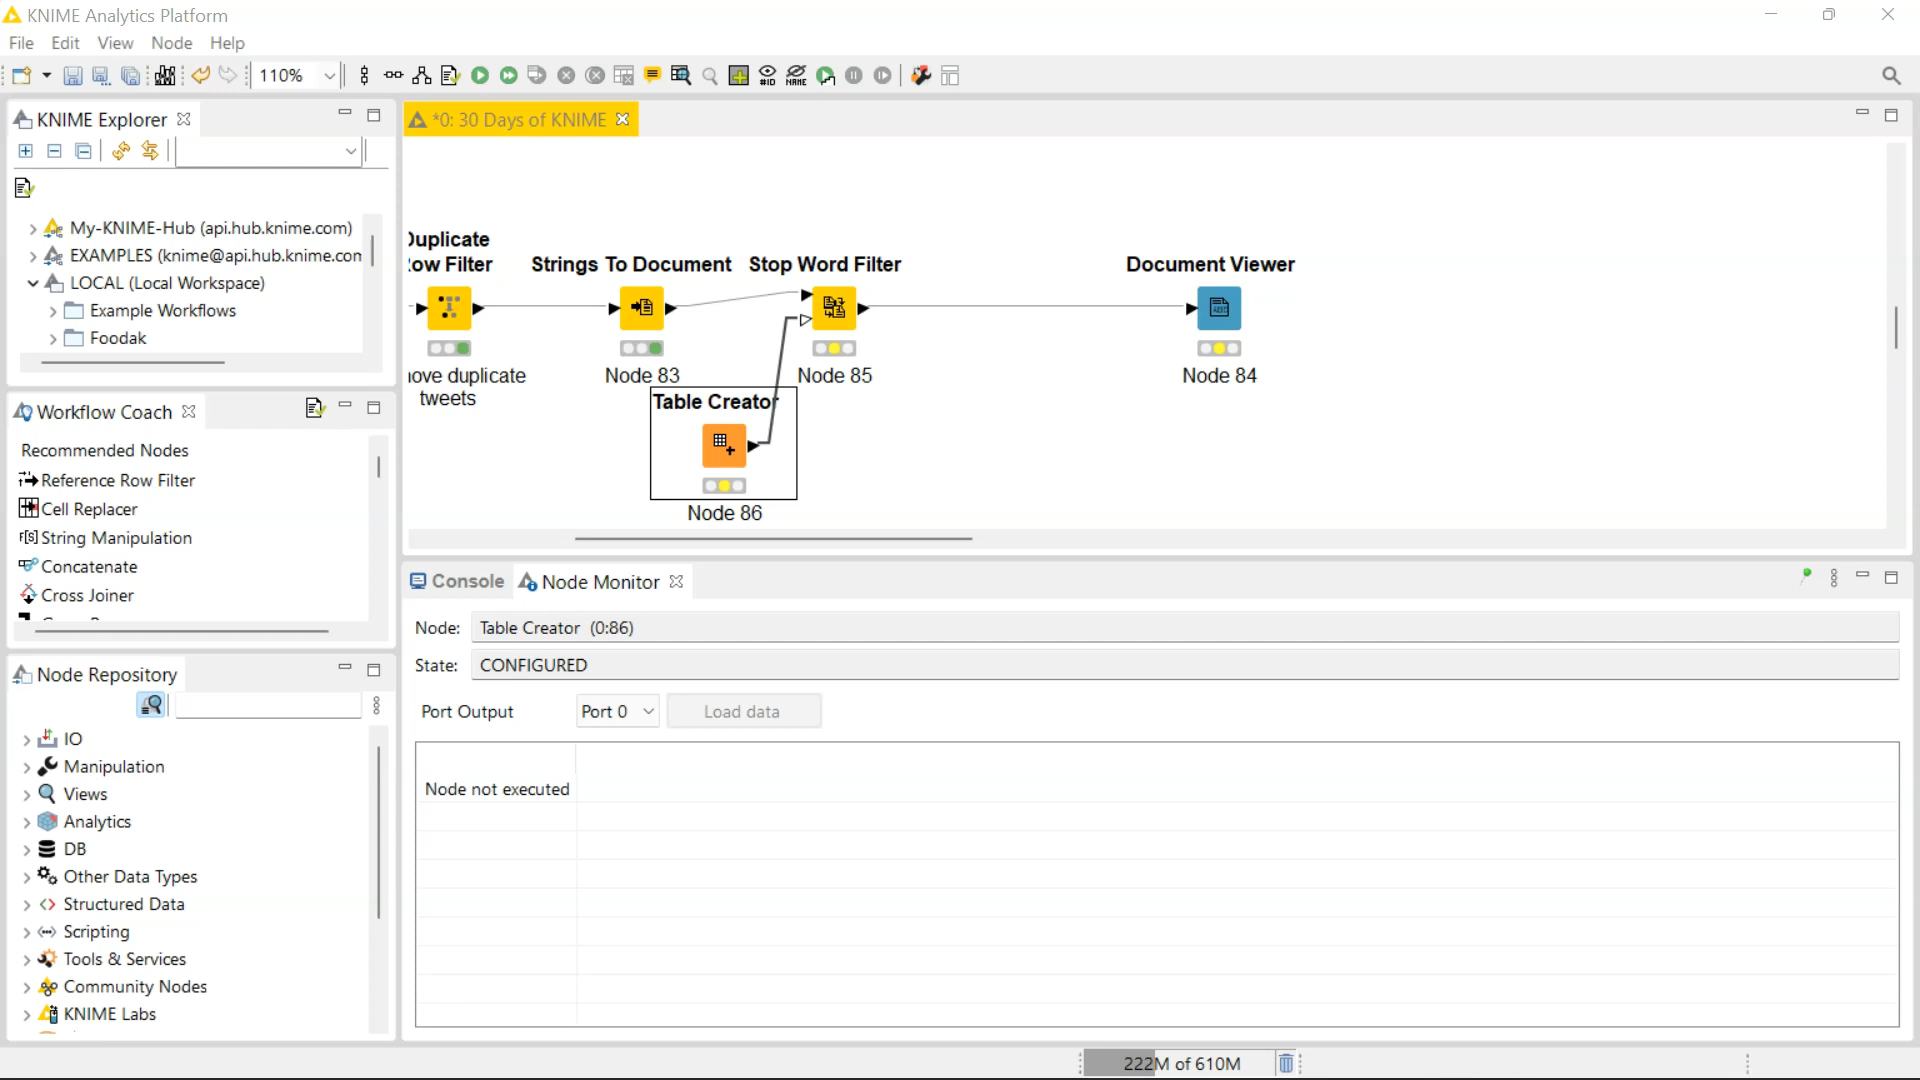 KNIME Analytics Platform
File Edit View Node Help
110%
#ID
NAME
KNIME Explorer
My-KNIME-Hub (api.hub.knime.com)
EXAMPLES (knime@api.hub.knime.com
LOCAL (Local Workspace)
Example Workflows
Foodak
Workflow Coach
Recommended Nodes
Reference Row Filter
Cell Replacer
String Manipulation
Concatenate
Cross Joiner
Node Repository
IO
Manipulation
Views
Analytics
DB
Other Data Types
Structured Data
Scripting
Tools & Services
Community Nodes
KNIME Labs
*0: 30 Days of KNIME
Duplicate
Row Filter
ove duplicate
tweets
Strings To Document
Node 83
Stop Word Filter
Node 85
Document Viewer
Node 84
Table Creator
Node 86
Console Node Monitor
Node: Table Creator (0:86)
State: CONFIGURED
Port Output Port 0 Load data
Node not executed
222M of 610M